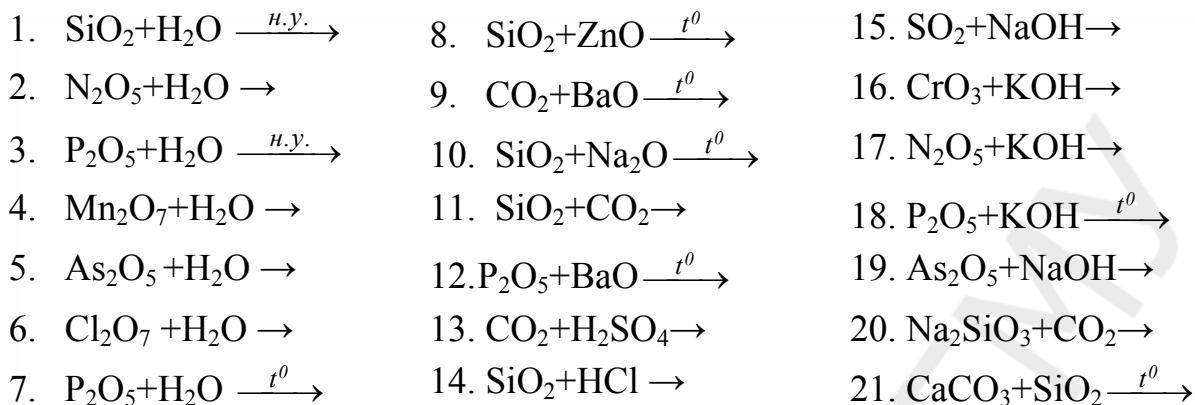 1. SiO₂+H₂O —н.у.→
2. N₂O₅+H₂O →
3. P₂O₅+H₂O —н.у.→
4. Mn₂O₇+H₂O →
5. As₂O₅ +H₂O →
6. Cl₂O₇ +H₂O →
7. P₂O₅+H₂O —t⁰→
8. SiO₂+ZnO —t⁰→
9. CO₂+BaO —t⁰→
10. SiO₂+Na₂O —t⁰→
11. SiO₂+CO₂→
12.P₂O₅+BaO —t⁰→
13. CO₂+H₂SO₄→
14. SiO₂+HCl →
15. SO₂+NaOH→
16. CrO₃+KOH→
17. N₂O₅+KOH→
18. P₂O₅+KOH —t⁰→
19. As₂O₅+NaOH→
20. Na₂SiO₃+CO₂→
21. CaCO₃+SiO₂ —t⁰→